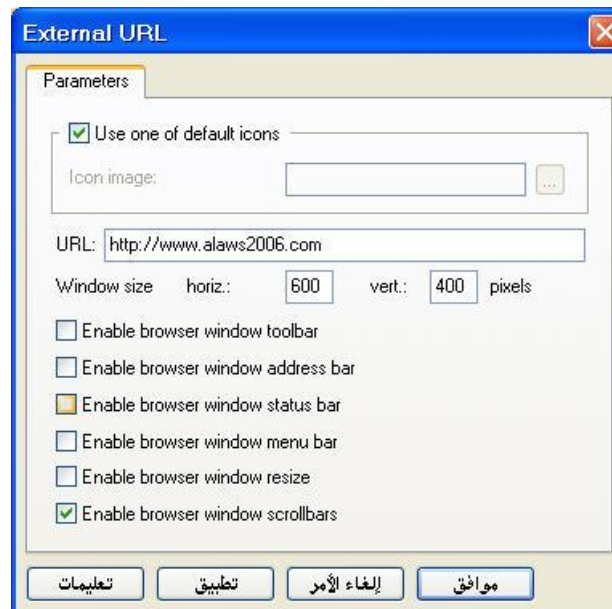 External URL
Parameters
Use one of default icons
Icon image:
...
URL: http://www.alaws2006.com
Window size horiz.: 600 vert.: 400 pixels
Enable browser window toolbar
Enable browser window address bar
Enable browser window status bar
Enable browser window menu bar
Enable browser window resize
Enable browser window scrollbars
موافق إلغاء الأمر تطبيق تعليمات